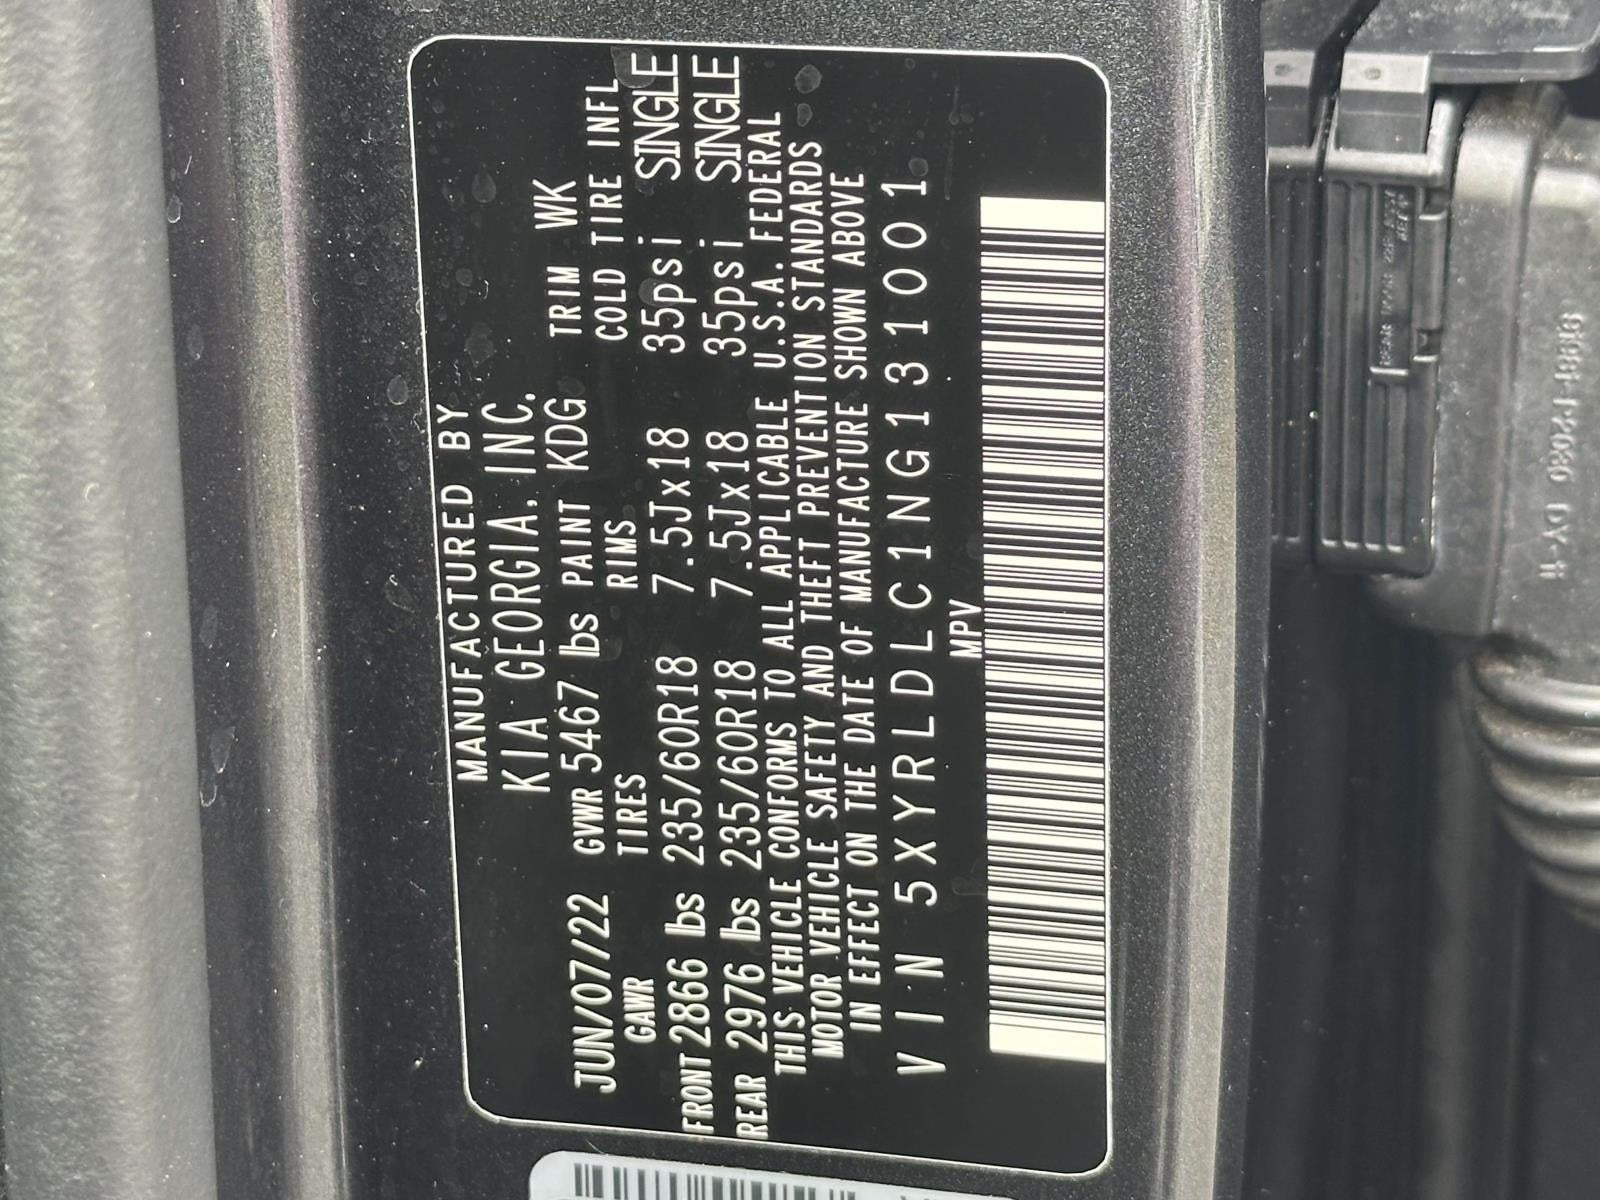 MANUFACTURED BY
KIA GEORGIA, INC.
JUN/07/22 GVWR 5467 lbs PAINT KDG TRIM WK
GAWR TIRES RIMS COLD TIRE INFL
FRONT 2866 lbs 235/60R18 7.5Jx18 35psi SINGLE
REAR 2976 lbs 235/60R18 7.5Jx18 35psi SINGLE
THIS VEHICLE CONFORMS TO ALL APPLICABLE U.S.A. FEDERAL
MOTOR VEHICLE SAFETY AND THEFT PREVENTION STANDARDS
IN EFFECT ON THE DATE OF MANUFACTURE SHOWN ABOVE
VIN 5XYRLDLC1NG131001
MPV